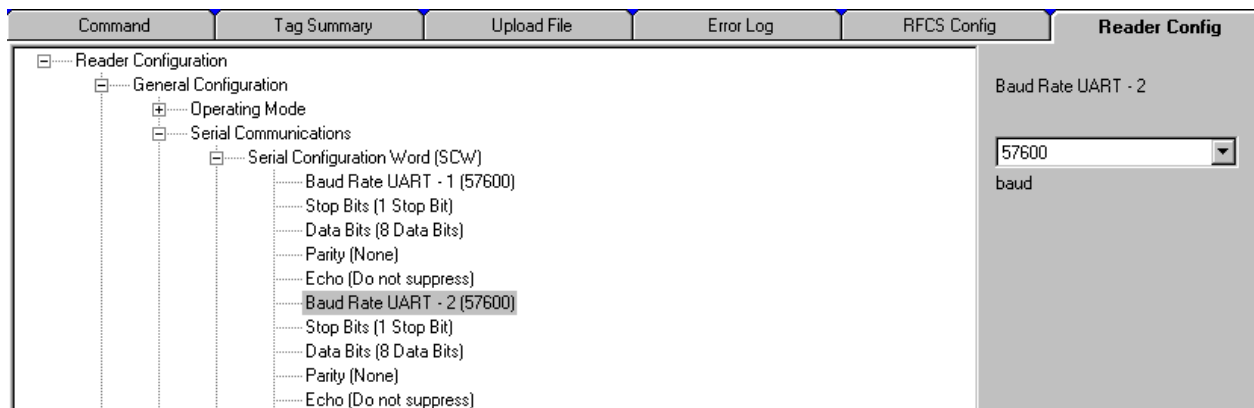 Command Tag Summary Upload File Error Log RFCS Config Reader Config
Reader Configuration
General Configuration
Operating Mode
Serial Communications
Serial Configuration Word (SCW)
Baud Rate UART - 1 (57600)
Stop Bits (1 Stop Bit)
Data Bits (8 Data Bits)
Parity (None)
Echo (Do not suppress)
Baud Rate UART - 2 (57600)
Stop Bits (1 Stop Bit)
Data Bits (8 Data Bits)
Parity (None)
Echo (Do not suppress)
Baud Rate UART - 2
57600
baud